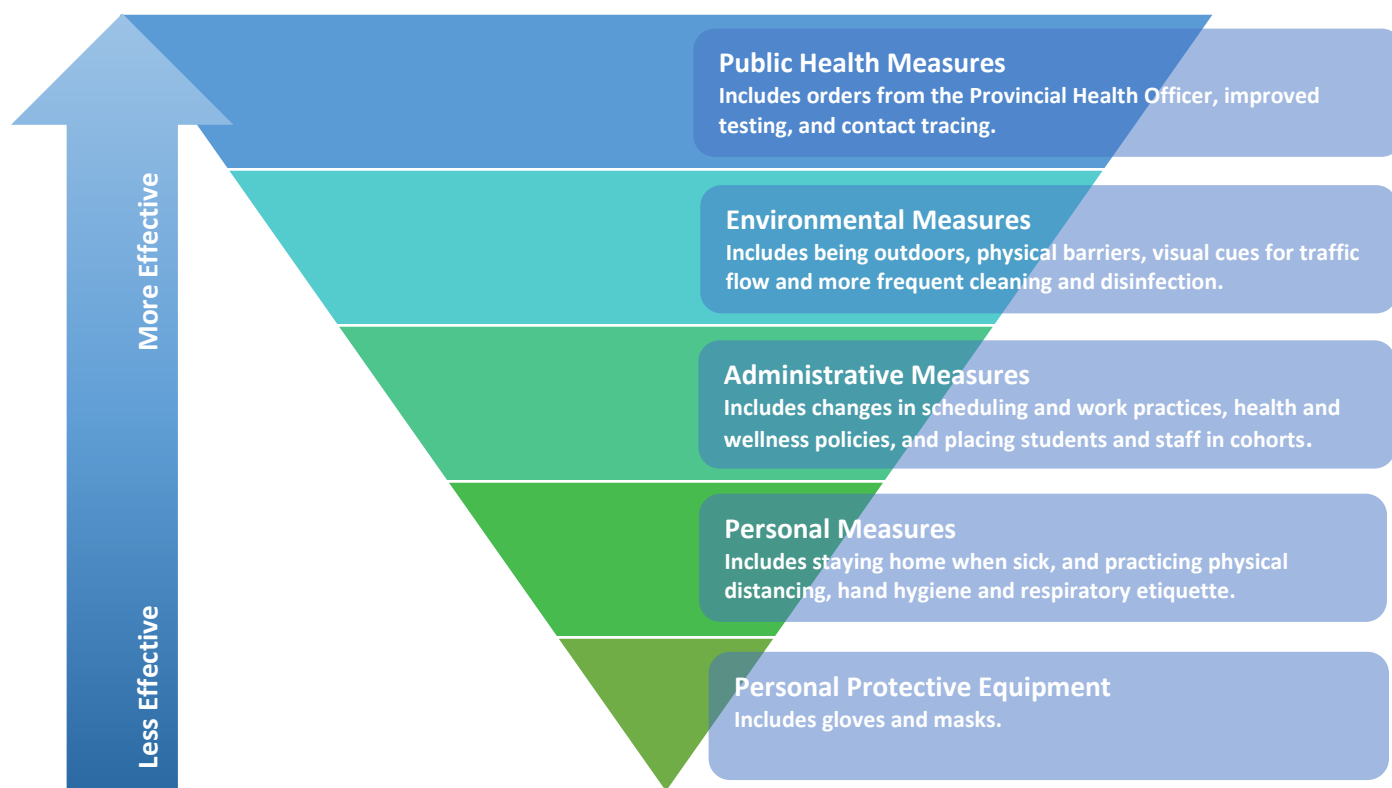 Public Health Measures
Includes orders from the Provincial Health Officer, improved
testing, and contact tracing.
More Effective
Environmental Measures
Includes being outdoors, physical barriers, visual cues for traffic
flow and more frequent cleaning and disinfection.
Administrative Measures
Includes changes in scheduling and work practices, health and
wellness policies, and placing students and staff in cohorts.
Personal Measures
Includes staying home when sick, and practicing physical
distancing, hand hygiene and respiratory etiquette.
Less Effective
Personal Protective Equipment
Includes gloves and masks.